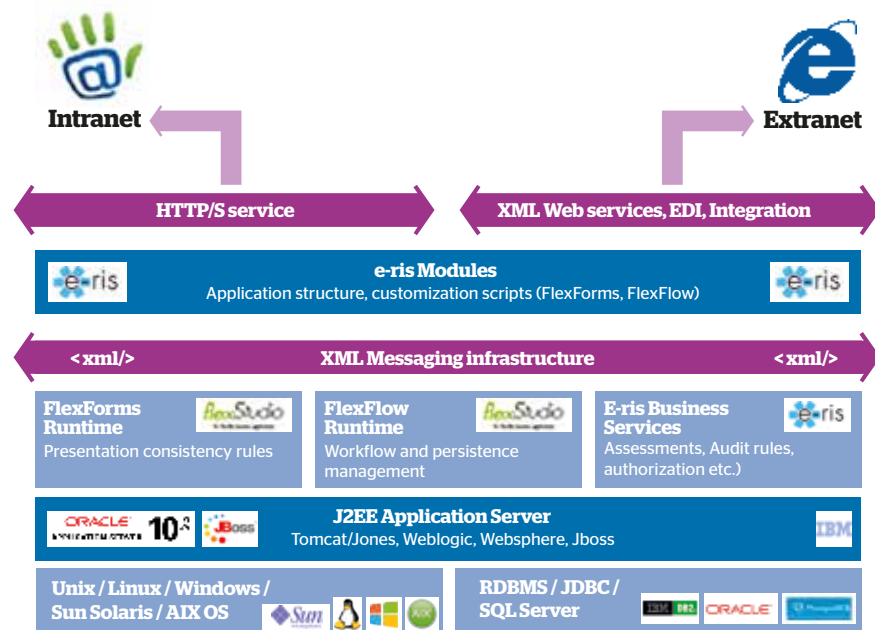 Intranet
Extranet
HTTP/S service
XML Web services, EDI, Integration
e-ris
e-ris Modules
Application structure, customization scripts (FlexForms, FlexFlow)
e-ris
<xml/>
XML Messaging infrastructure
<xml/>
FlexForms
Runtime
flexStudio
Presentation consistency rules
FlexFlow
Runtime
flexStudio
Workflow and persistence
management
E-ris Business
Services
e-ris
Assessments, Audit rules,
authorization etc.)
ORACLE
JBoss
J2EE Application Server
Tomcat/Jones, Weblogic, Websphere, Jboss
IBM
Unix / Linux / Windows /
Sun Solaris / AIX OS
Sun
AIX
RDBMS / JDBC /
SQL Server
IBM DB2
ORACLE